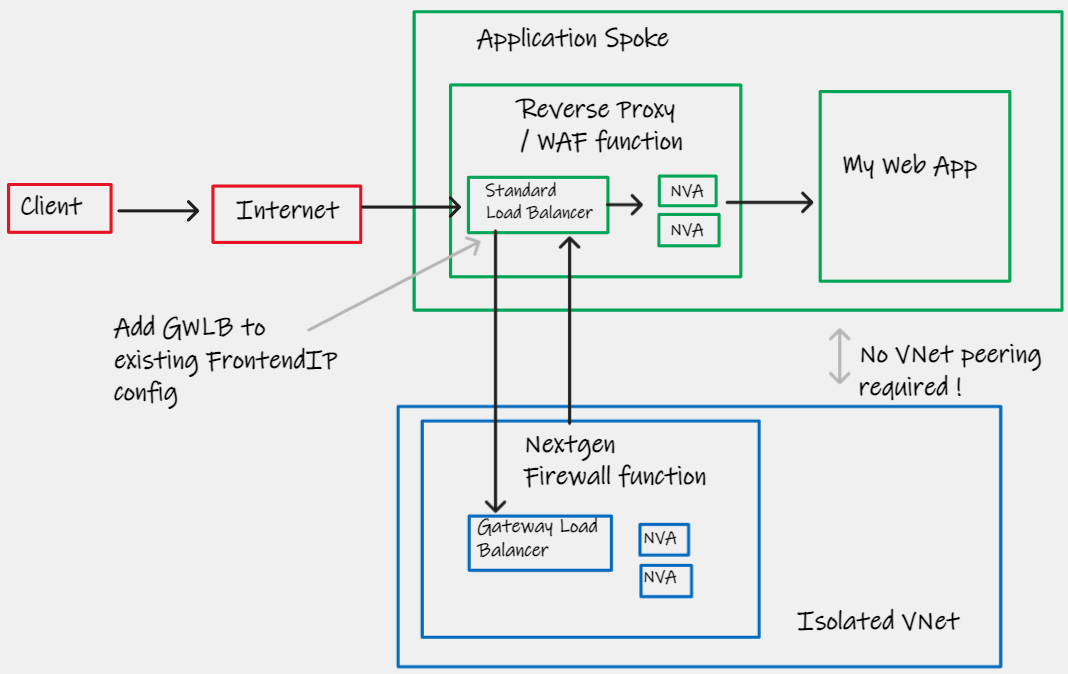 Application Spoke
Reverse Proxy
/ WAF function
My Web App
Client
Internet
Standard
Load Balancer
NVA
NVA
Add GWLB to
existing FrontendIP
config
No VNet peering
required !
Nextgen
Firewall function
Gateway Load
Balancer
NVA
NVA
Isolated VNet